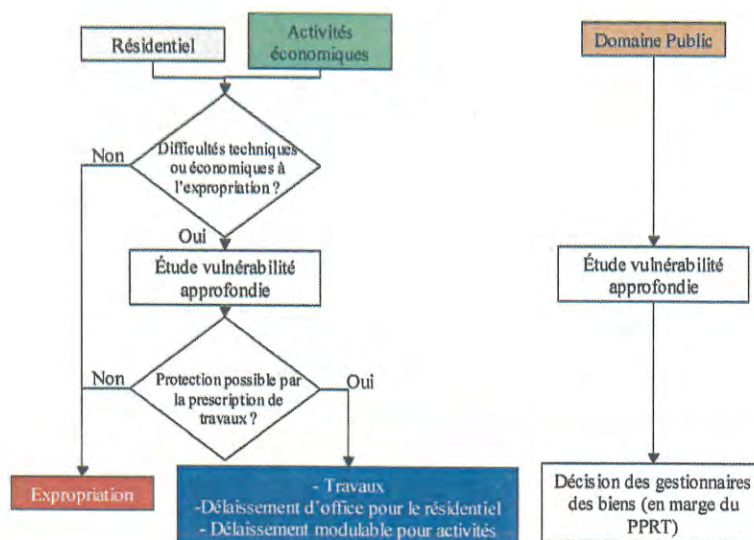 Résidentiel
Activités
économiques
Domaine Public
Non
Difficultés techniques
ou économiques à
l'expropriation ?
Oui
Étude vulnérabilité
approfondie
Étude vulnérabilité
approfondie
Non
Protection possible par
la prescription de
travaux ?
Oui
Expropriation
- Travaux
-Délaissement d'office pour le résidentiel
- Délaissement modulable pour activités
Décision des gestionnaires
des biens (en marge du
PPRT)